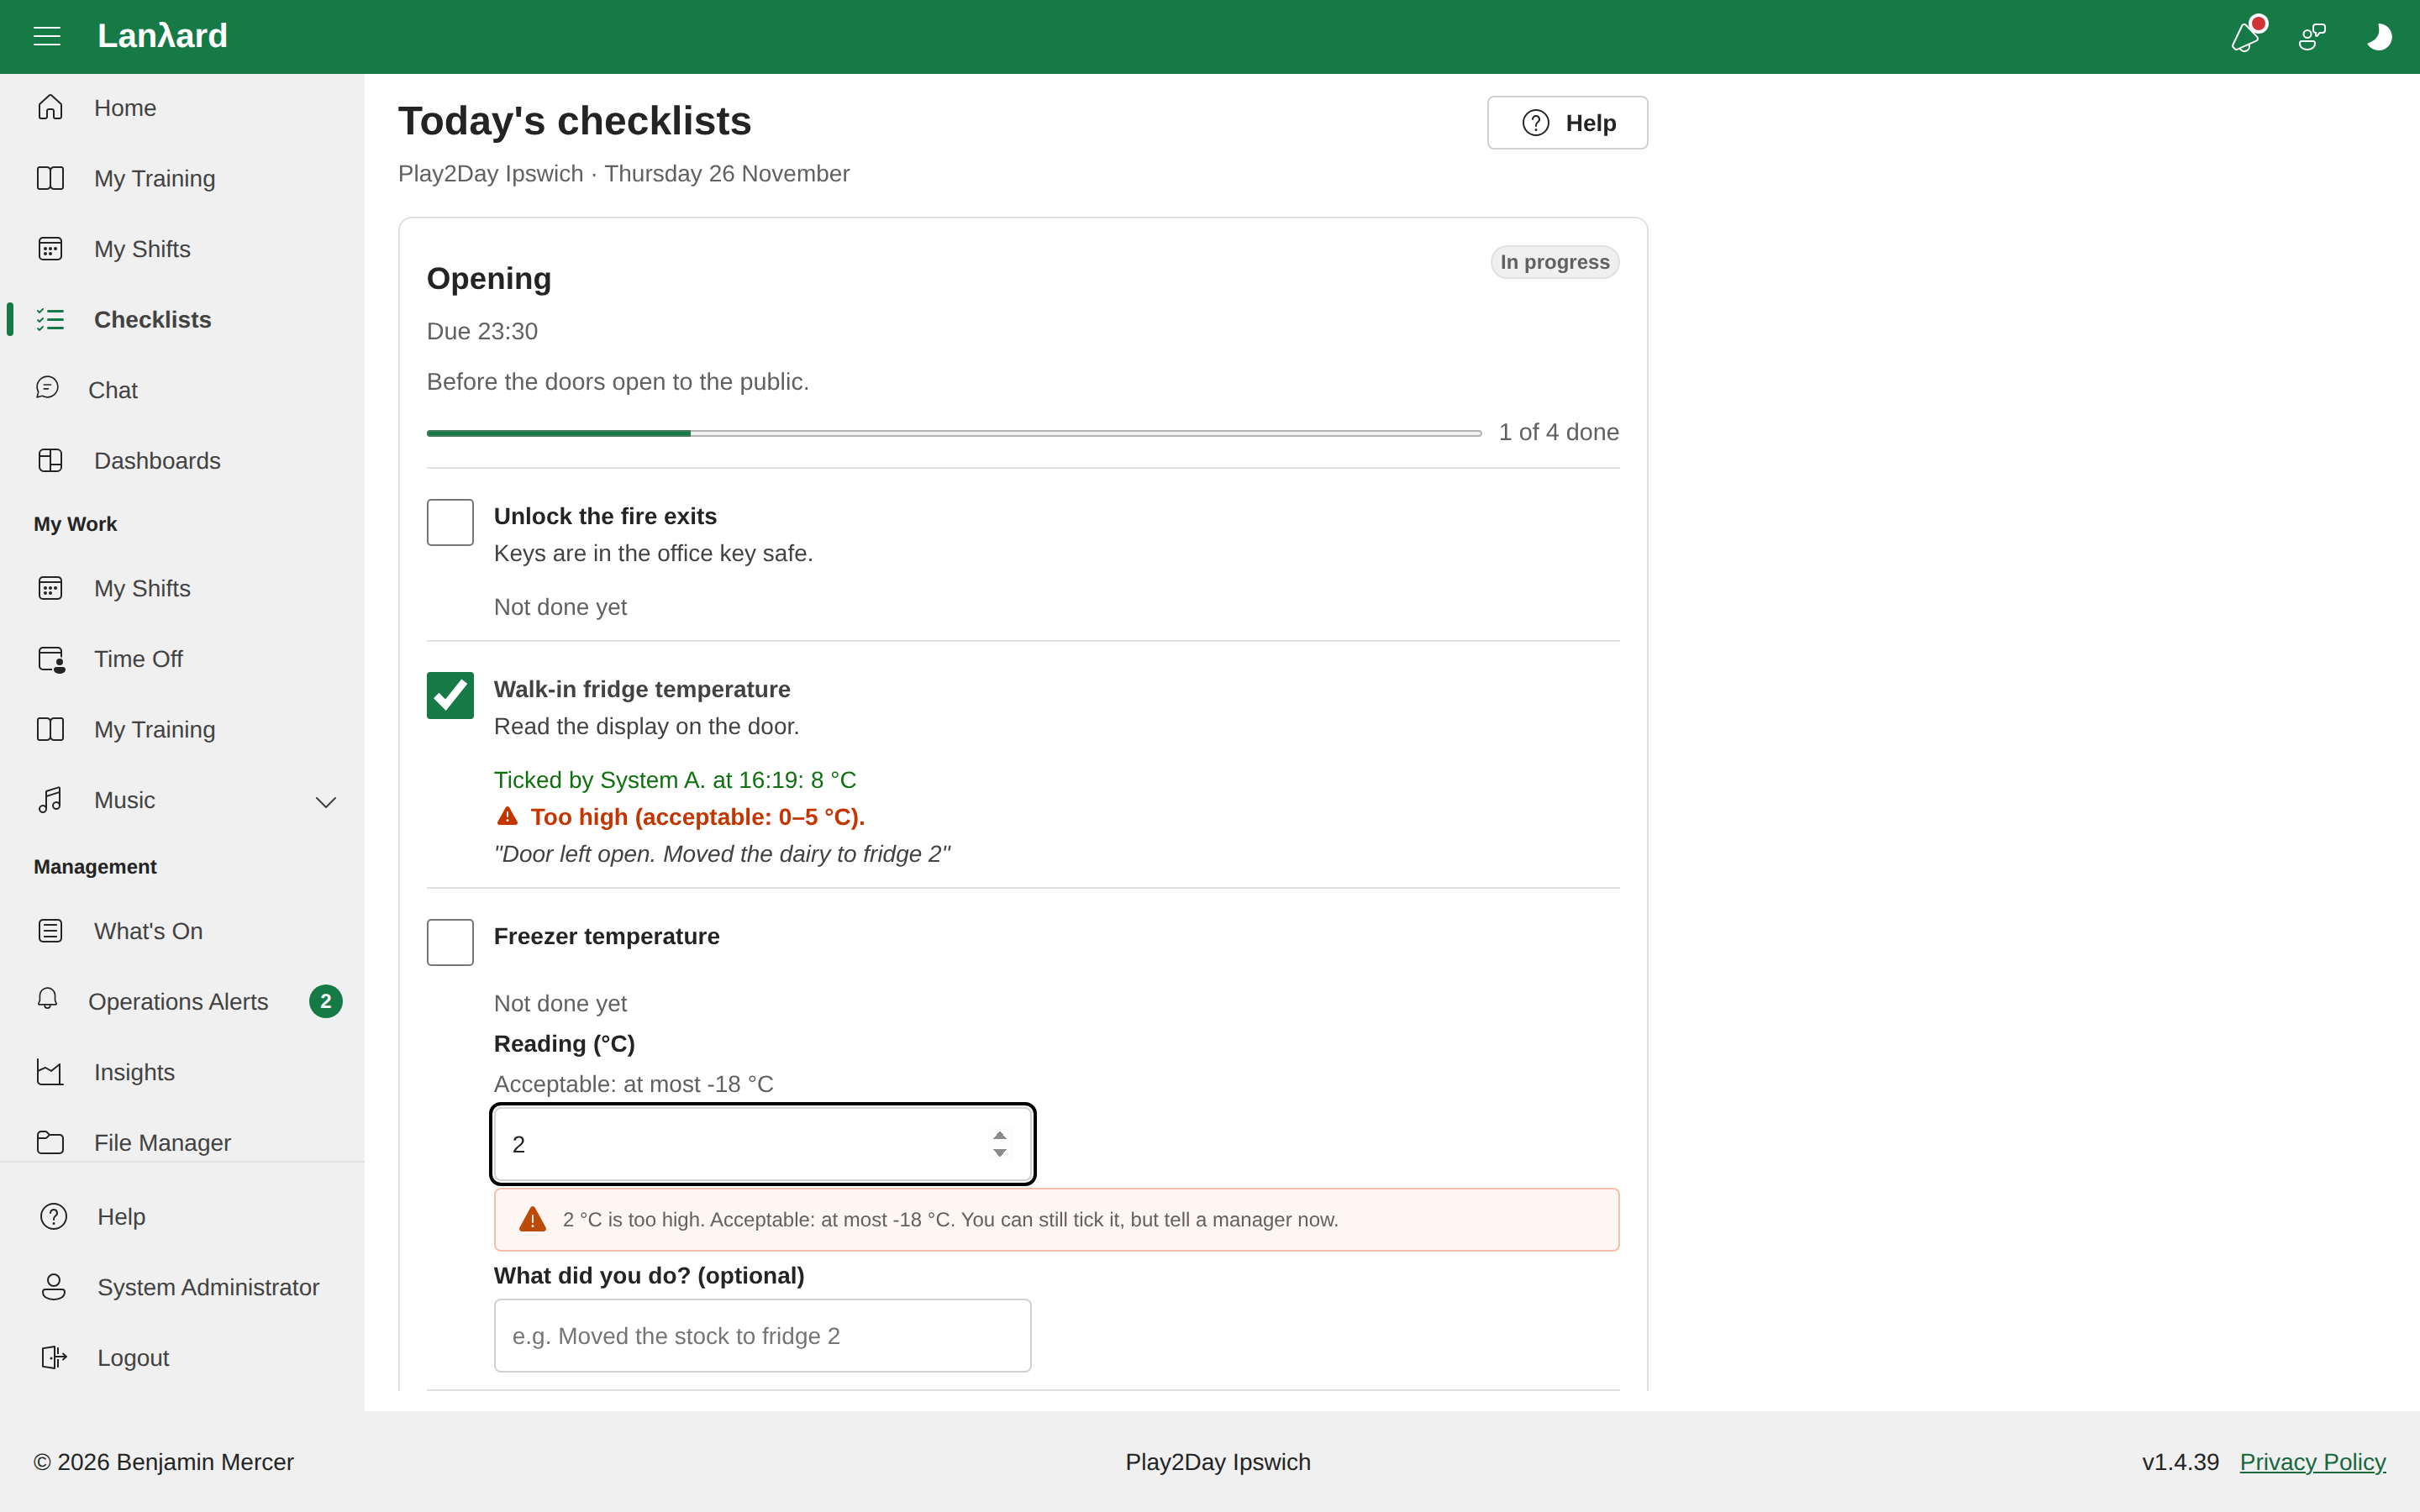 Lanλard
Home
My Training
My Shifts
Checklists
Chat
Dashboards
My Work
My Shifts
Time Off
My Training
Music
Management
What's On
Operations Alerts 2
Insights
File Manager
Help
System Administrator
Logout
Today's checklists
Help
Play2Day Ipswich · Thursday 26 November
Opening
In progress
Due 23:30
Before the doors open to the public.
1 of 4 done
Unlock the fire exits
Keys are in the office key safe.
Not done yet
Walk-in fridge temperature
Read the display on the door.
Ticked by System A. at 16:19: 8 °C
Too high (acceptable: 0–5 °C).
"Door left open. Moved the dairy to fridge 2"
Freezer temperature
Not done yet
Reading (°C)
Acceptable: at most -18 °C
2
2 °C is too high. Acceptable: at most -18 °C. You can still tick it, but tell a manager now.
What did you do? (optional)
e.g. Moved the stock to fridge 2
© 2026 Benjamin Mercer
Play2Day Ipswich
v1.4.39 Privacy Policy